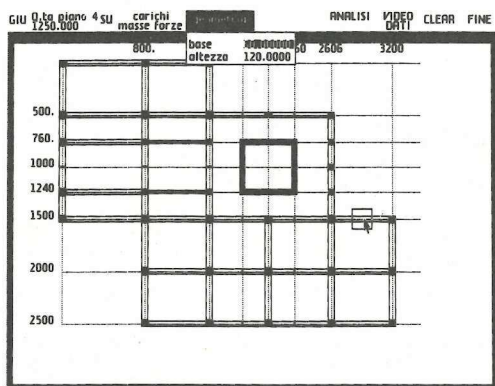 GIU Q.ta piano 4 SU carichi ANALISI VIDEO CLEAR FINE
1250.000 masse forze DATI
800. base 60 2606 3200
altezza 120.0000
500.
760.
1000
1240
1500
2000
2500